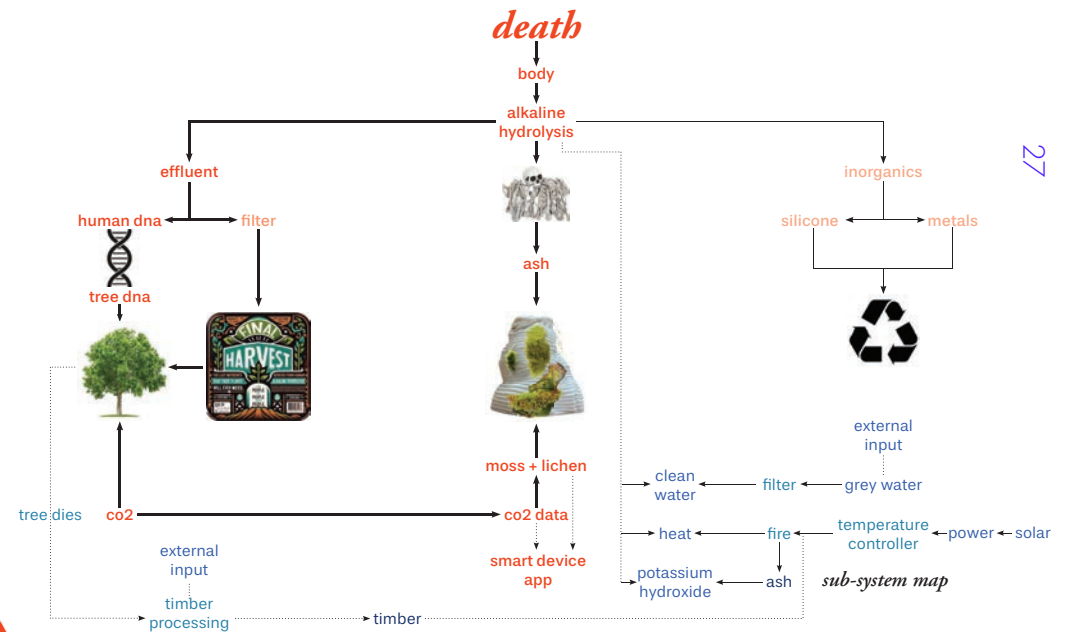 death
body
alkaline
hydrolysis
effluent
inorganics
27
human dna
filter
silicone
metals
ash
tree dna
FINAL
HARVEST
external
input
moss + lichen
clean
water
filter
grey water
tree dies
co2
co2 data
heat
fire
temperature
controller
power
solar
external
input
smart device
app
potassium
hydroxide
ash
sub-system map
timber
processing
timber